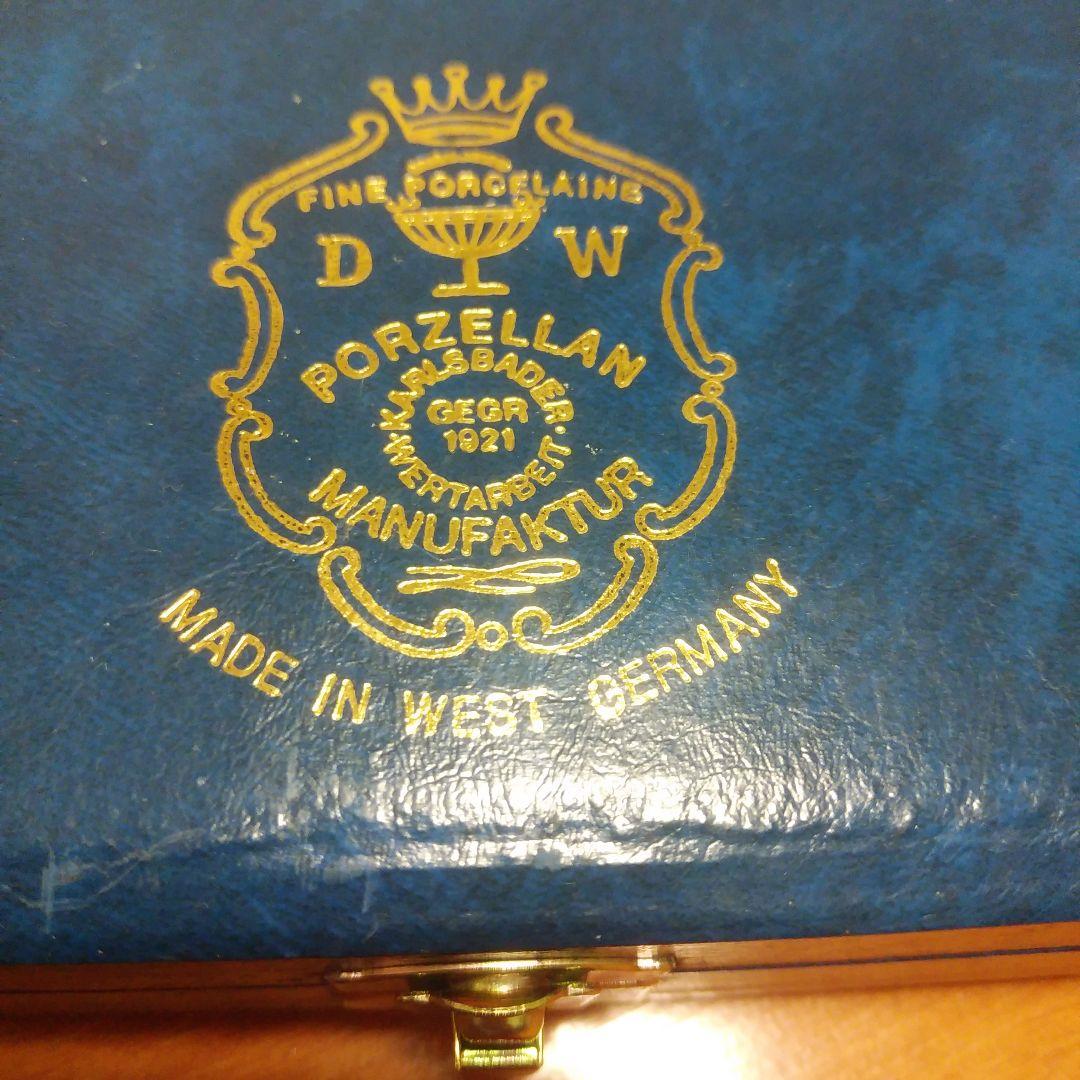 FINE PORCELAINE
D W
PORZELLAN
KARLSBADER
GEGR
1921
WERTARBEIT
MANUFAKTUR
MADE IN WEST GERMANY